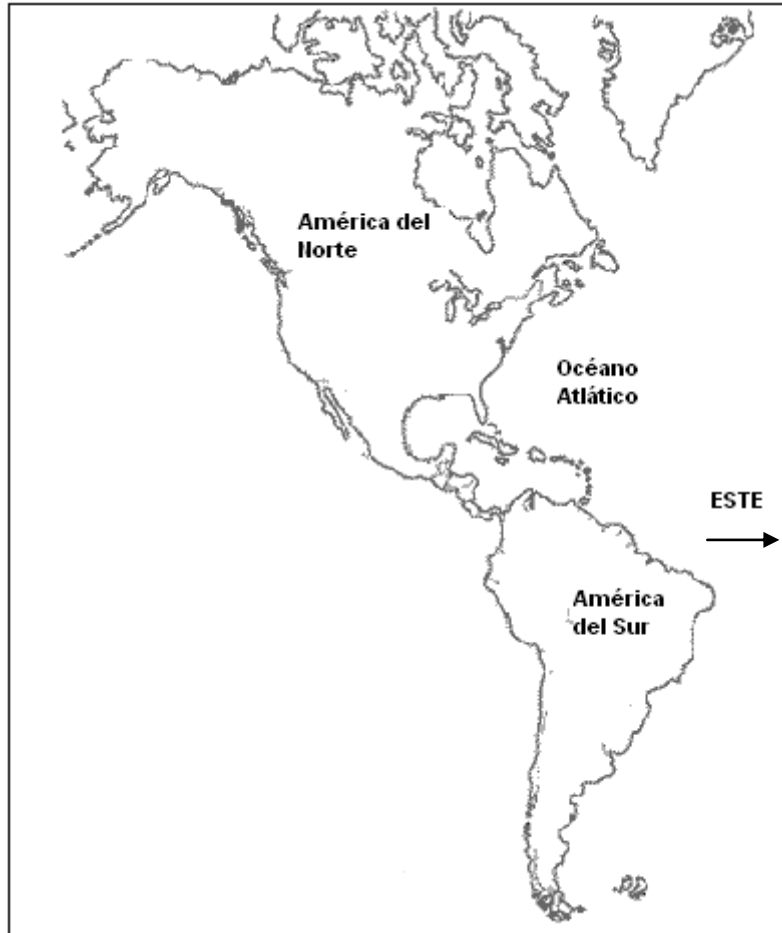 América del
Norte
Océano
Atlático
ESTE
América
del Sur